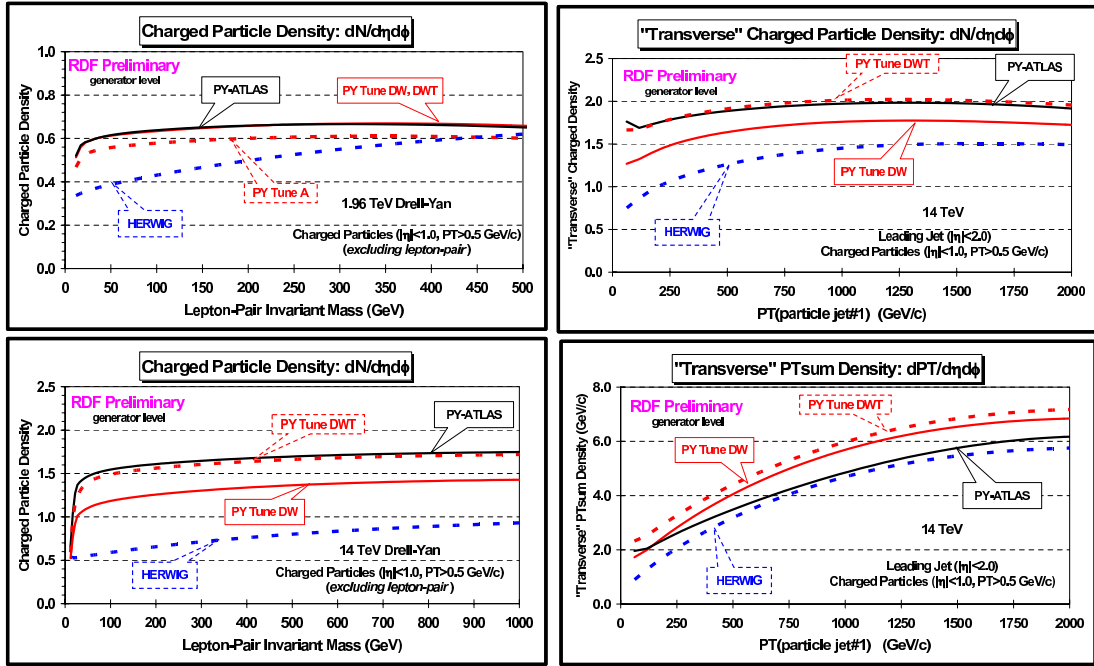 Charged Particle Density: dN/dηdϕ
1.0
0.8
0.6
0.4
0.2
0.0
Charged Particle Density
RDF Preliminary
generator level
PY-ATLAS
PY Tune DW, DWT
HERWIG
PY Tune A
1.96 TeV Drell-Yan
Charged Particles (|η|<1.0, PT>0.5 GeV/c)
(excluding lepton-pair)
0 50 100 150 200 250 300 350 400 450 500
Lepton-Pair Invariant Mass (GeV)
"Transverse" Charged Particle Density: dN/dηdϕ
2.5
2.0
1.5
1.0
0.5
0.0
"Transverse" Charged Density
RDF Preliminary
generator level
PY Tune DWT
PY-ATLAS
PY Tune DW
HERWIG
14 TeV
Leading Jet (|η|<2.0)
Charged Particles (|η|<1.0, PT>0.5 GeV/c)
0 250 500 750 1000 1250 1500 1750 2000
PT(particle jet#1) (GeV/c)
Charged Particle Density: dN/dηdϕ
2.5
2.0
1.5
1.0
0.5
0.0
Charged Particle Density
RDF Preliminary
generator level
PY Tune DWT
PY-ATLAS
PY Tune DW
HERWIG
14 TeV Drell-Yan
Charged Particles (|η|<1.0, PT>0.5 GeV/c)
(excluding lepton-pair)
0 100 200 300 400 500 600 700 800 900 1000
Lepton-Pair Invariant Mass (GeV)
"Transverse" PTsum Density: dPT/dηdϕ
8.0
6.0
4.0
2.0
0.0
"Transverse" PTsum Density (GeV/c)
RDF Preliminary
generator level
PY Tune DWT
PY Tune DW
PY-ATLAS
HERWIG
14 TeV
Leading Jet (|η|<2.0)
Charged Particles (|η|<1.0, PT>0.5 GeV/c)
0 250 500 750 1000 1250 1500 1750 2000
PT(particle jet#1) (GeV/c)